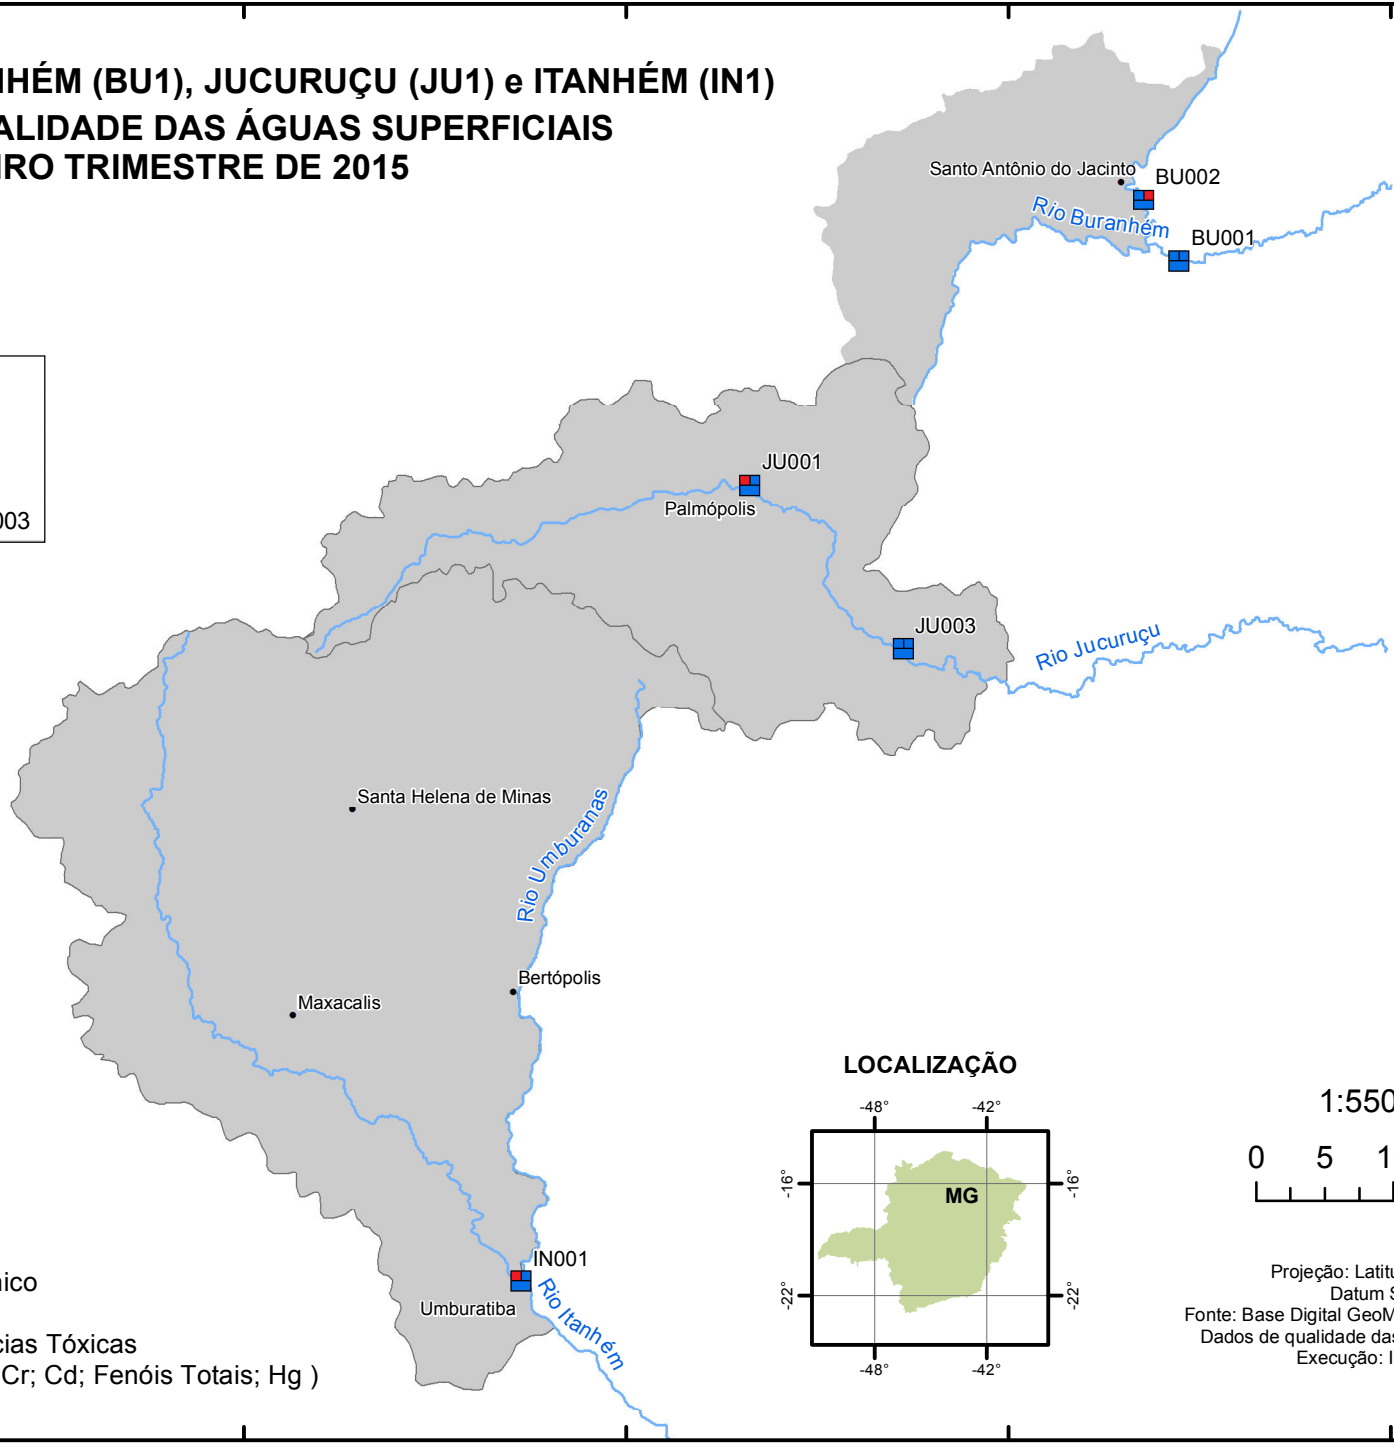 NHÉM (BU1), JUCURUÇU (JU1) e ITANHÉM (IN1)
ALIDADE DAS ÁGUAS SUPERFICIAIS
IRO TRIMESTRE DE 2015
Santo Antônio do Jacinto
BU002
Rio Buranhém
BU001
003
JU001
Palmópolis
JU003
Rio Jucuruçu
Santa Helena de Minas
Rio Umburanas
Bertópolis
Maxacalis
LOCALIZAÇÃO
-48° -42°
-16° -16°
MG
-22° -22°
-48° -42°
1:550
0 5 1
IN001
Umburatiba
Rio Itanhém
nico
cias Tóxicas
Cr; Cd; Fenóis Totais; Hg )
Projeção: Latitu
Datum S
Fonte: Base Digital GeoM
Dados de qualidade das
Execução: I